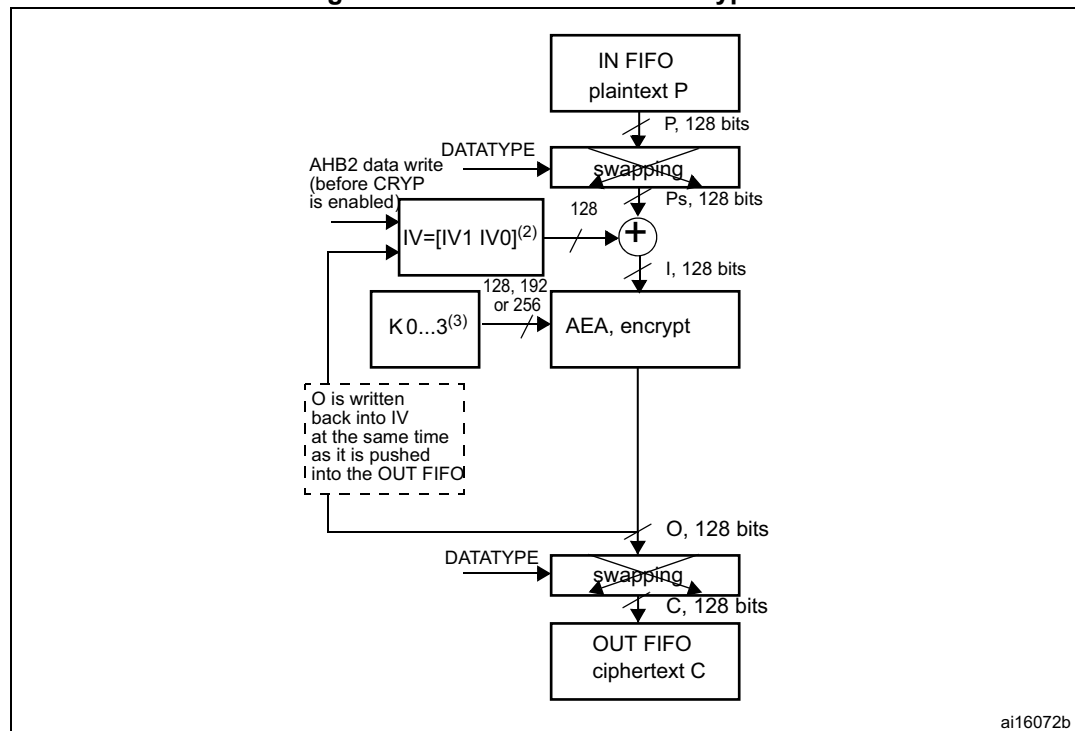 IN FIFO
plaintext P
P, 128 bits
DATATYPE
swapping
AHB2 data write
(before CRYP
is enabled)
Ps, 128 bits
128
IV=[IV1 IV0](2)
+
I, 128 bits
128, 192
or 256
K 0...3(3)
AEA, encrypt
O is written
back into IV
at the same time
as it is pushed
into the OUT FIFO
O, 128 bits
DATATYPE
swapping
C, 128 bits
OUT FIFO
ciphertext C
ai16072b